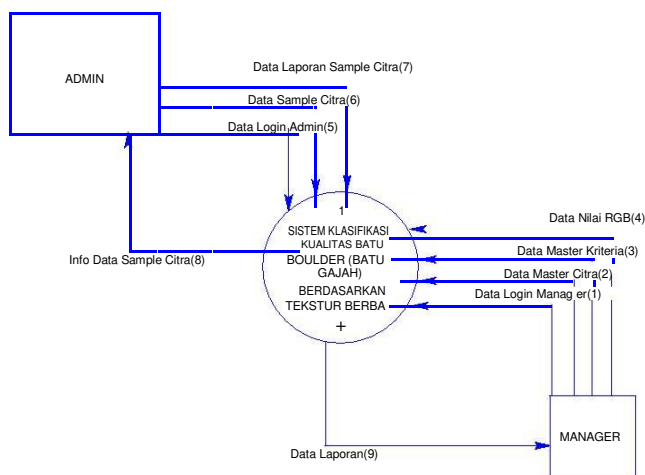 ADMIN
Data Laporan Sample Citra(7)
Data Sample Citra(6)
Data Login Admin(5)
1
SISTEM KLASIFIKASI
KUALITAS BATU
BOULDER (BATU
GAJAH)
BERDASARKAN
TEKSTUR BERBA
+
Info Data Sample Citra(8)
Data Nilai RGB(4)
Data Master Kriteria(3)
Data Master Citra(2)
Data Login Manag er(1)
MANAGER
Data Laporan(9)